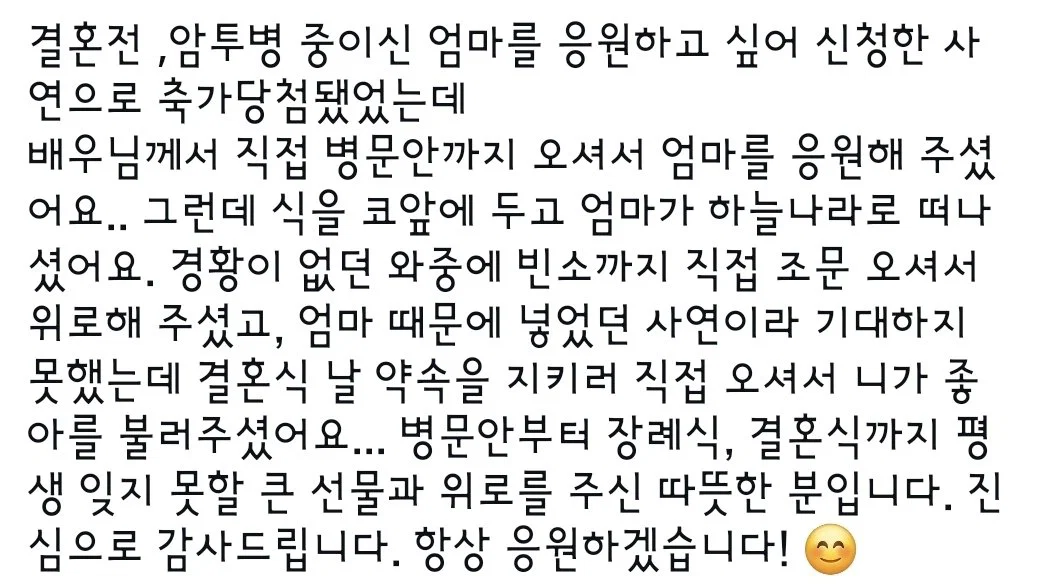 결혼전 ,암투병 중이신 엄마를 응원하고 싶어 신청한 사
연으로 축가당첨됐었는데
배우님께서 직접 병문안까지 오셔서 엄마를 응원해 주셨
어요.. 그런데 식을 코앞에 두고 엄마가 하늘나라로 떠나
셨어요. 경황이 없던 와중에 빈소까지 직접 조문 오셔서
위로해 주셨고, 엄마 때문에 넣었던 사연이라 기대하지
못했는데 결혼식 날 약속을 지키러 직접 오셔서 니가 좋
아를 불러주셨어요... 병문안부터 장례식, 결혼식까지 평
생 잊지 못할 큰 선물과 위로를 주신 따뜻한 분입니다. 진
심으로 감사드립니다. 항상 응원하겠습니다! 😊